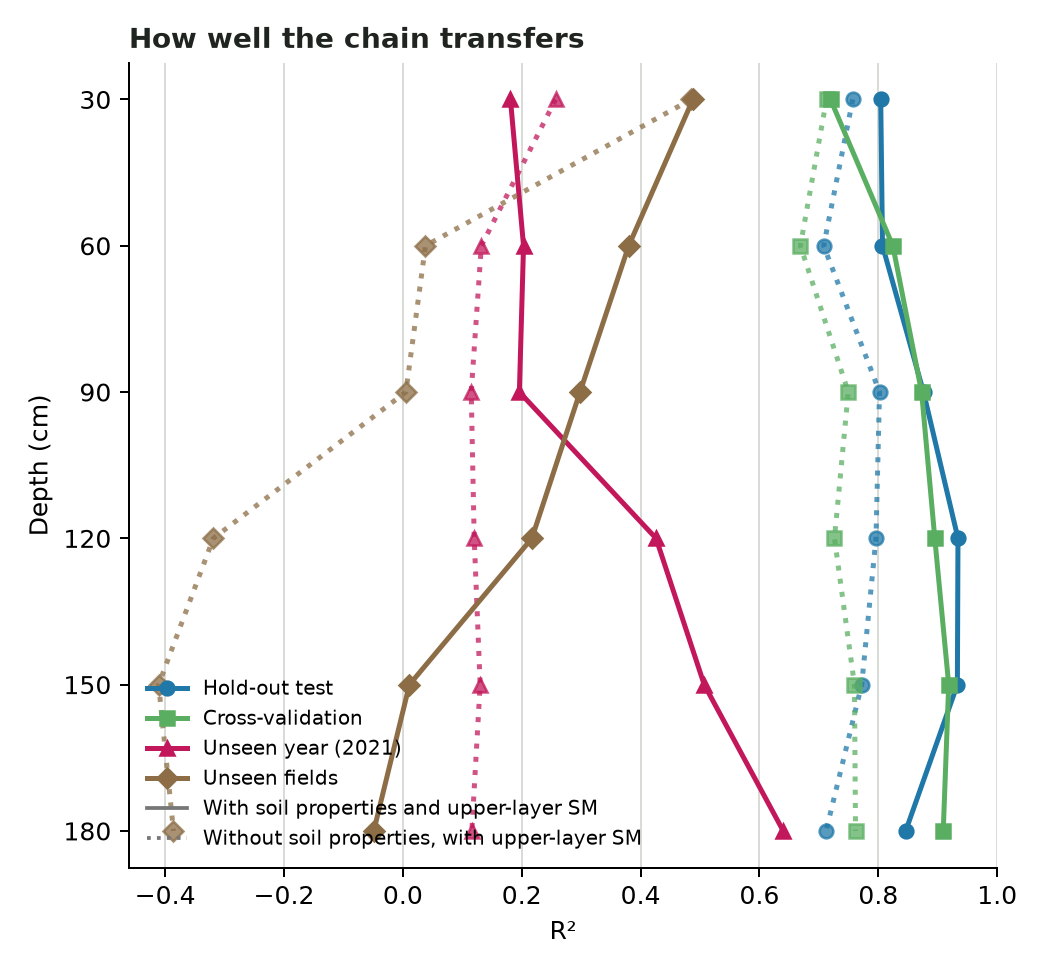 How well the chain transfers
30
60
90
120
150
180
Depth (cm)
Hold-out test
Cross-validation
Unseen year (2021)
Unseen fields
With soil properties and upper-layer SM
Without soil properties, with upper-layer SM
−0.4 −0.2 0.0 0.2 0.4 0.6 0.8 1.0
R²